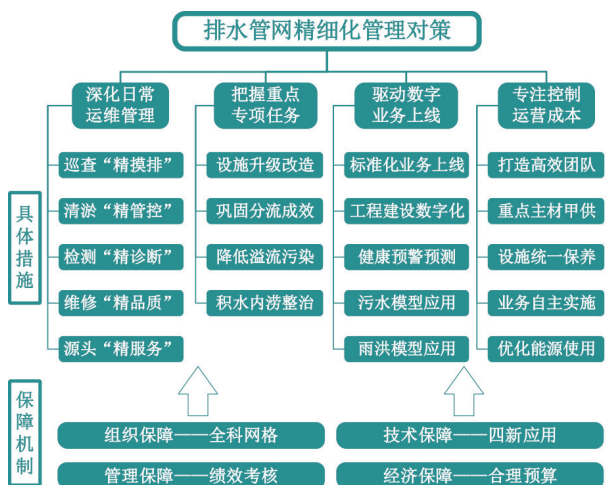 排水管网精细化管理对策
深化日常
运维管理
把握重点
专项任务
驱动数字
业务上线
专注控制
运营成本
具体措施
巡查“精摸排”
设施升级改造
标准化业务上线
打造高效团队
清淤“精管控”
巩固分流成效
工程建设数字化
重点主材甲供
检测“精诊断”
降低溢流污染
健康预警预测
设施统一保养
维修“精品质”
积水内涝整治
污水模型应用
业务自主实施
源头“精服务”
雨洪模型应用
优化能源使用
保障机制
组织保障——全科网格
技术保障——四新应用
管理保障——绩效考核
经济保障——合理预算